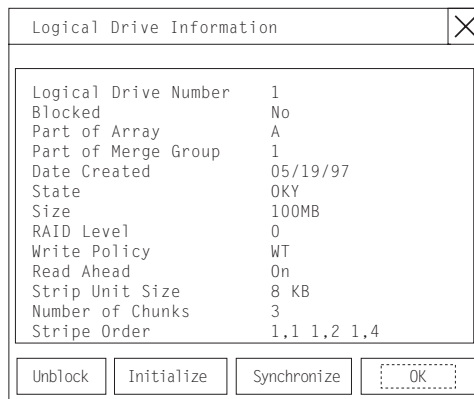 Logical Drive Information
Logical Drive Number 1
Blocked No
Part of Array A
Part of Merge Group 1
Date Created 05/19/97
State OKY
Size 100MB
RAID Level 0
Write Policy WT
Read Ahead On
Strip Unit Size 8 KB
Number of Chunks 3
Stripe Order 1,1 1,2 1,4
Unblock Initialize Synchronize OK